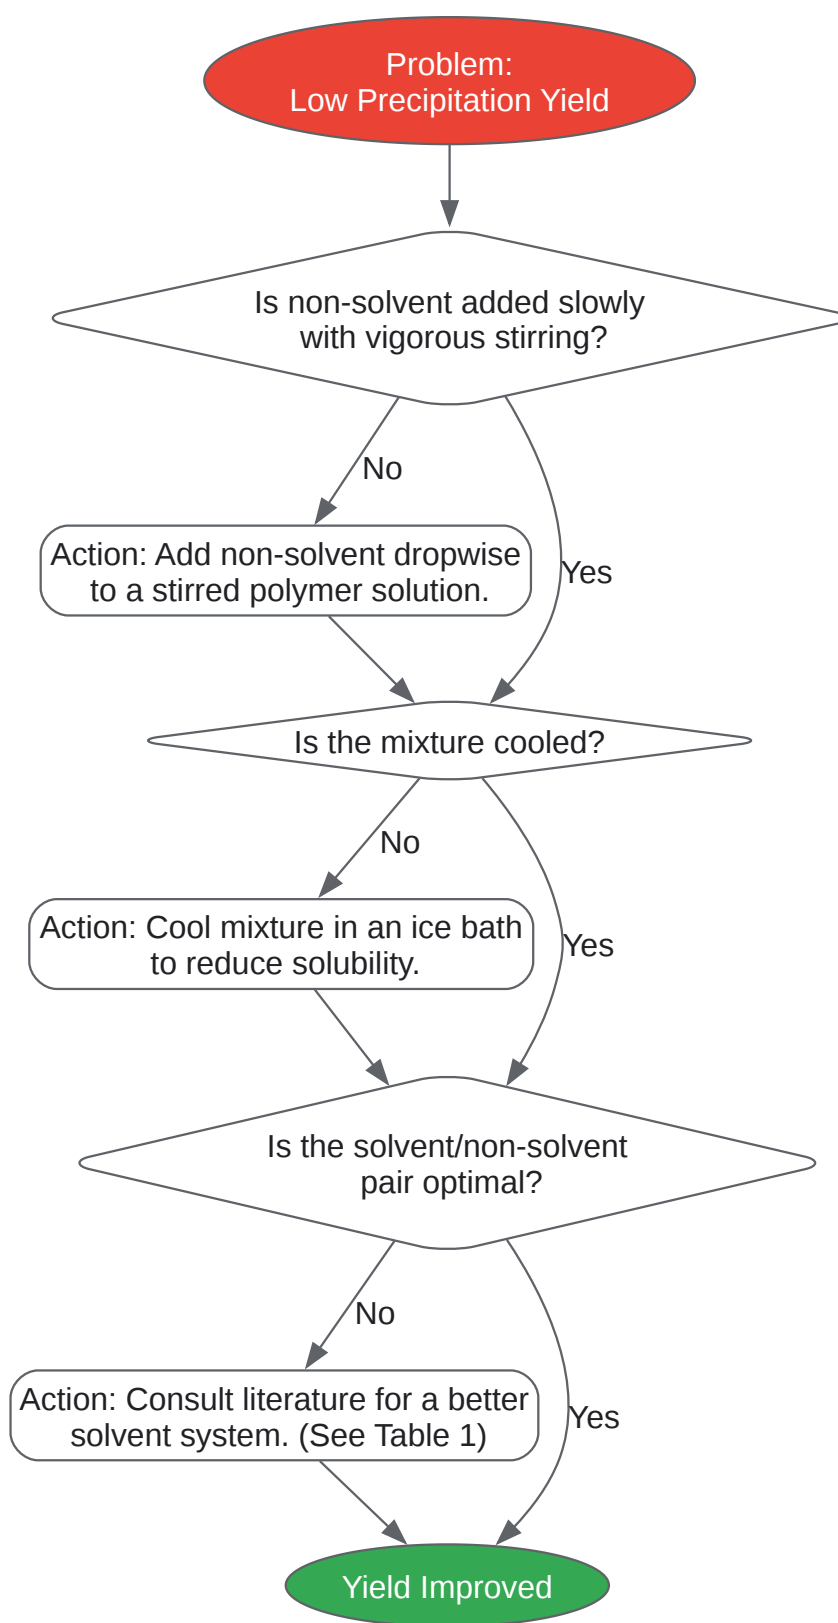 Problem:
Low Precipitation Yield
Is non-solvent added slowly
with vigorous stirring?
No
Action: Add non-solvent dropwise
to a stirred polymer solution.
Yes
Is the mixture cooled?
No
Action: Cool mixture in an ice bath
to reduce solubility.
Yes
Is the solvent/non-solvent
pair optimal?
No
Action: Consult literature for a better
solvent system. (See Table 1)
Yes
Yield Improved